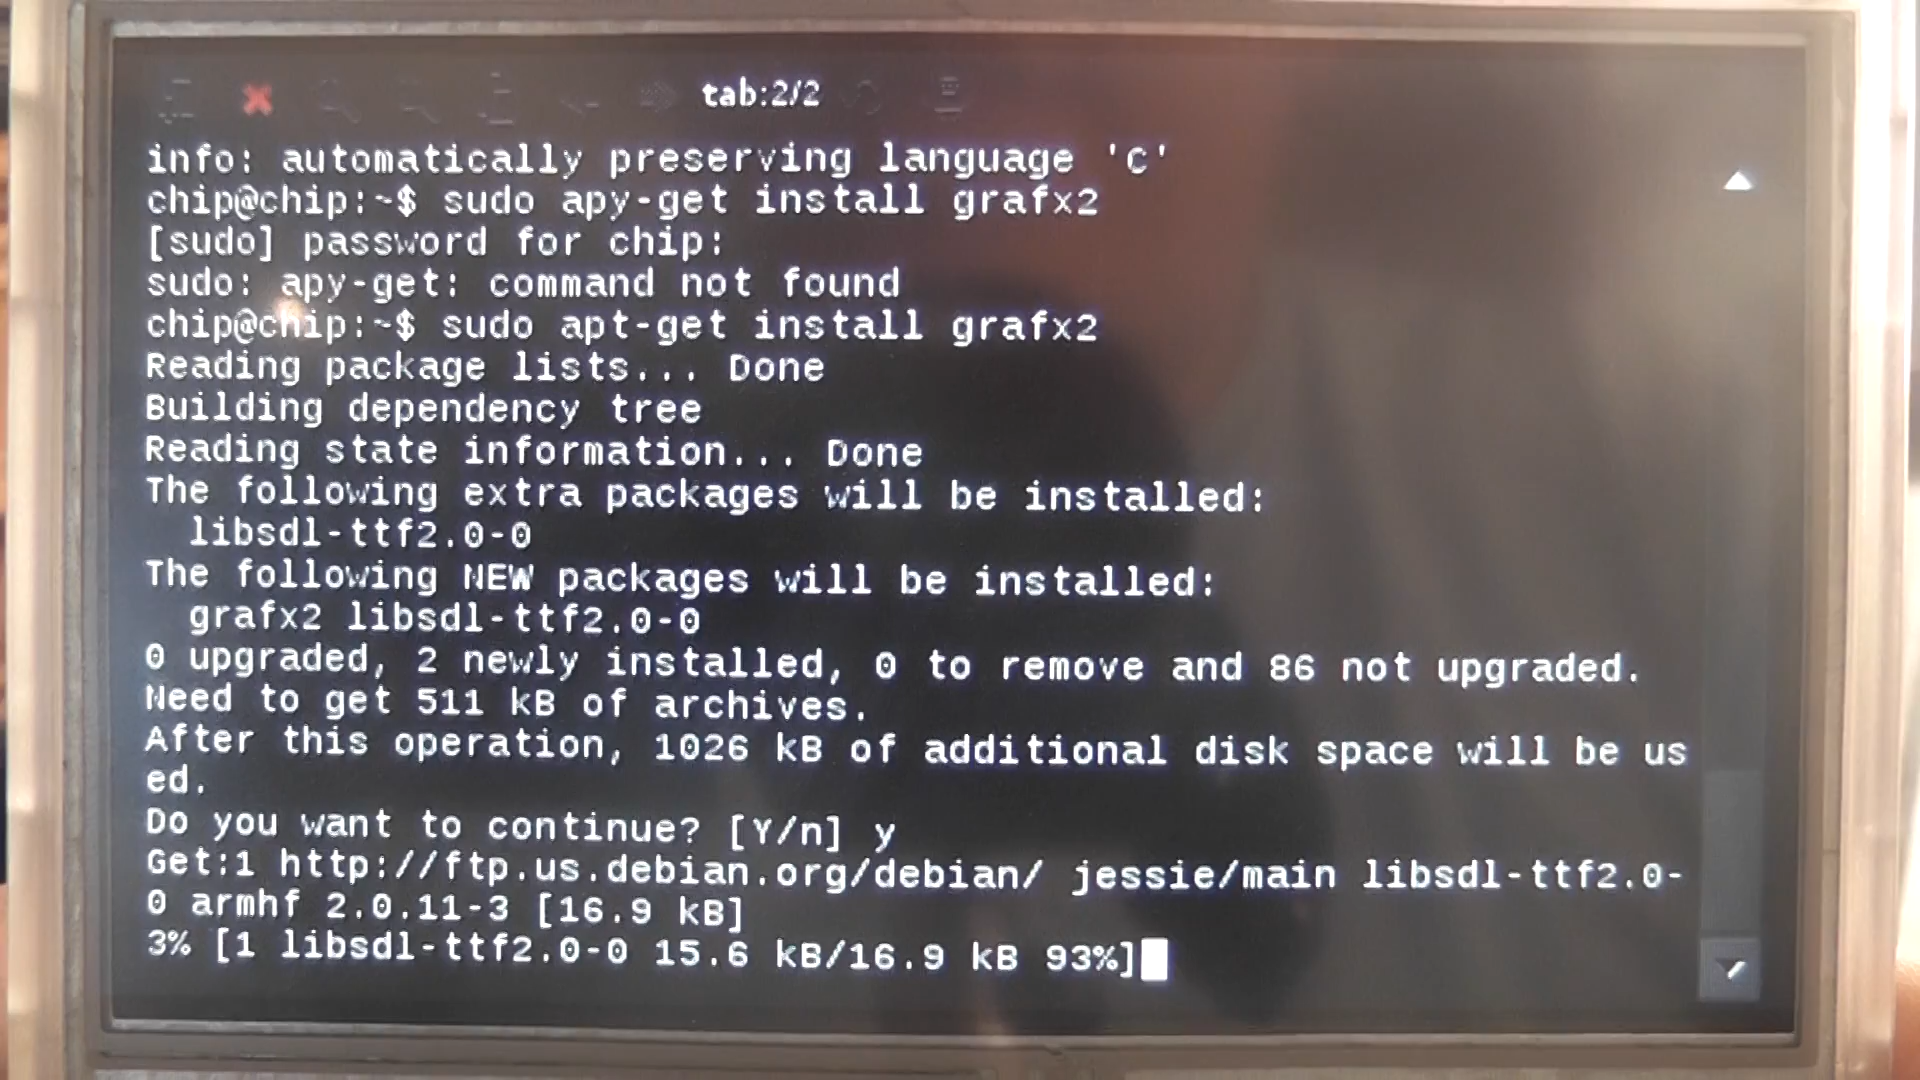 tab:2/2
info: automatically preserving language 'C'
chip@chip:~$ sudo apy-get install grafx2
[sudo] password for chip:
sudo: apy-get: command not found
chip@chip:~$ sudo apt-get install grafx2
Reading package lists... Done
Building dependency tree
Reading state information... Done
The following extra packages will be installed:
  libsdl-ttf2.0-0
The following NEW packages will be installed:
  grafx2 libsdl-ttf2.0-0
0 upgraded, 2 newly installed, 0 to remove and 86 not upgraded.
Need to get 511 kB of archives.
After this operation, 1026 kB of additional disk space will be us
ed.
Do you want to continue? [Y/n] y
Get:1 http://ftp.us.debian.org/debian/ jessie/main libsdl-ttf2.0-
0 armhf 2.0.11-3 [16.9 kB]
3% [1 libsdl-ttf2.0-0 15.6 kB/16.9 kB 93%]